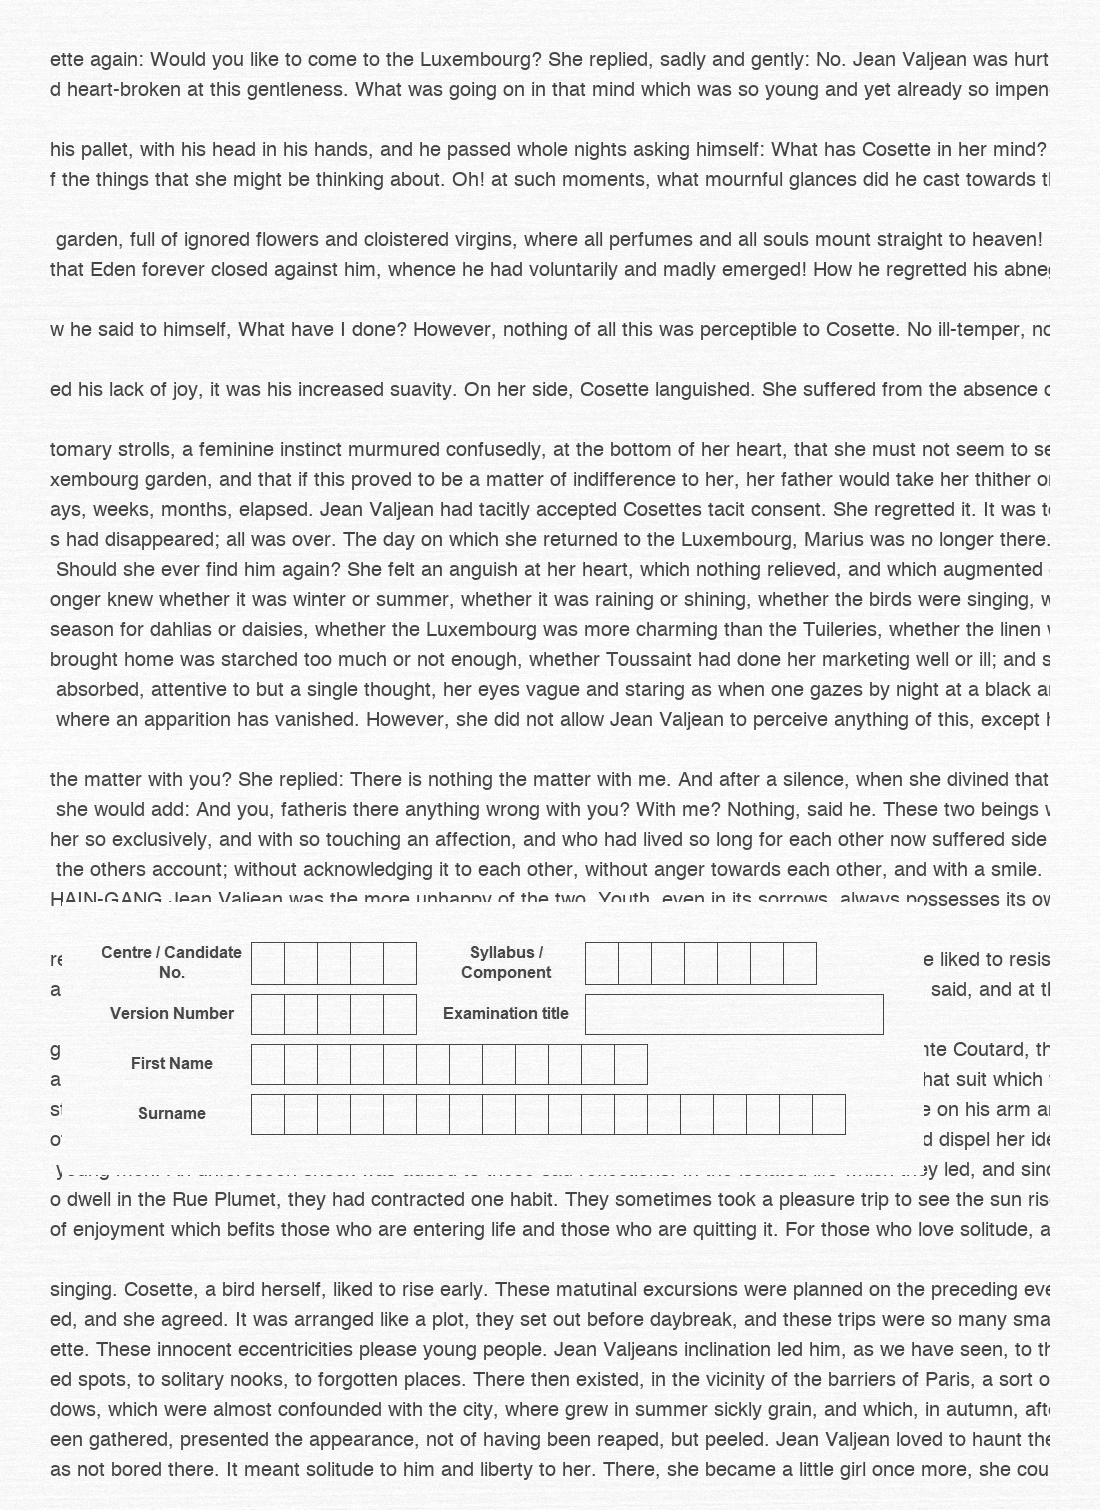 ette again: Would you like to come to the Luxembourg? She replied, sadly and gently: No. Jean Valjean was hurt
d heart-broken at this gentleness. What was going on in that mind which was so young and yet already so impen
his pallet, with his head in his hands, and he passed whole nights asking himself: What has Cosette in her mind?
f the things that she might be thinking about. Oh! at such moments, what mournful glances did he cast towards
garden, full of ignored flowers and cloistered virgins, where all perfumes and all souls mount straight to heaven!
that Eden forever closed against him, whence he had voluntarily and madly emerged! How he regretted his abne
w he said to himself, What have I done? However, nothing of all this was perceptible to Cosette. No ill-temper, no
ed his lack of joy, it was his increased suavity. On her side, Cosette languished. She suffered from the absence
tomary strolls, a feminine instinct murmured confusedly, at the bottom of her heart, that she must not seem to se
xembourg garden, and that if this proved to be a matter of indifference to her, her father would take her thither
ays, weeks, months, elapsed. Jean Valjean had tacitly accepted Cosettes tacit consent. She regretted it. It was
s had disappeared; all was over. The day on which she returned to the Luxembourg, Marius was no longer there.
Should she ever find him again? She felt an anguish at her heart, which nothing relieved, and which augmented
onger knew whether it was winter or summer, whether it was raining or shining, whether the birds were singing,
season for dahlias or daisies, whether the Luxembourg was more charming than the Tuileries, whether the linen
brought home was starched too much or not enough, whether Toussaint had done her marketing well or ill; and s
absorbed, attentive to but a single thought, her eyes vague and staring as when one gazes by night at a black
where an apparition has vanished. However, she did not allow Jean Valjean to perceive anything of this, except
the matter with you? She replied: There is nothing the matter with me. And after a silence, when she divined that
she would add: And you, fatheris there anything wrong with you? With me? Nothing, said he. These two beings
her so exclusively, and with so touching an affection, and who had lived so long for each other now suffered side
the others account; without acknowledging it to each other, without anger towards each other, and with a smile.
HAIN-GANG Jean Valjean was the more unhappy of the two. Youth, even in its sorrows, always possesses its
re e liked to resis
a said, and at
Centre / Candidate No.
Syllabus / Component
Version Number
Examination title
g nte Coutard, th
First Name
a hat suit which
Surname
s e on his arm
o d dispel her ide
young men. An unforeseen shock was added to these sad reflections. In the isolated life which they led, and sinc
o dwell in the Rue Plumet, they had contracted one habit. They sometimes took a pleasure trip to see the sun ris
of enjoyment which befits those who are entering life and those who are quitting it. For those who love solitude, a
singing. Cosette, a bird herself, liked to rise early. These matutinal excursions were planned on the preceding eve
ed, and she agreed. It was arranged like a plot, they set out before daybreak, and these trips were so many sma
ette. These innocent eccentricities please young people. Jean Valjeans inclination led him, as we have seen, to th
ed spots, to solitary nooks, to forgotten places. There then existed, in the vicinity of the barriers of Paris, a sort o
dows, which were almost confounded with the city, where grew in summer sickly grain, and which, in autumn, aft
een gathered, presented the appearance, not of having been reaped, but peeled. Jean Valjean loved to haunt the
as not bored there. It meant solitude to him and liberty to her. There, she became a little girl once more, she cou